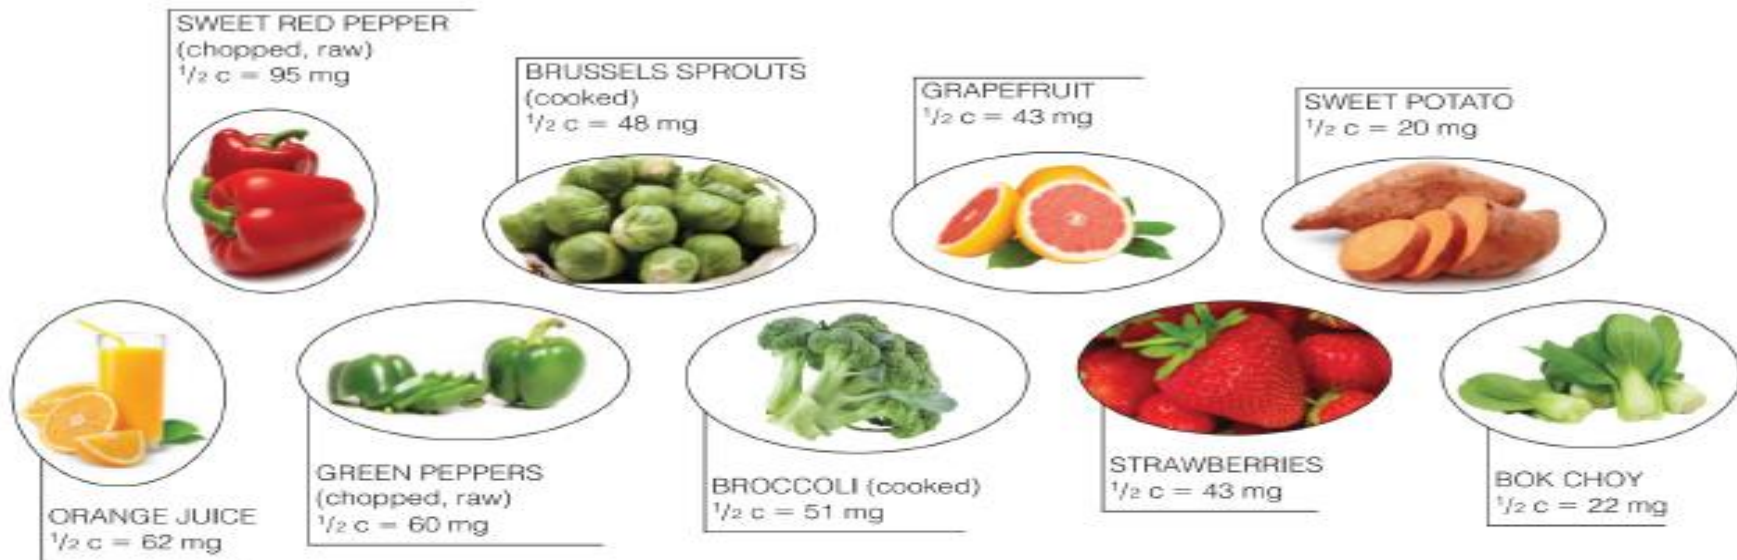 SWEET RED PEPPER
(chopped, raw)
1/2 c = 95 mg
BRUSSELS SPROUTS
(cooked)
1/2 c = 48 mg
GRAPEFRUIT
1/2 c = 43 mg
SWEET POTATO
1/2 c = 20 mg
ORANGE JUICE
1/2 c = 62 mg
GREEN PEPPERS
(chopped, raw)
1/2 c = 60 mg
BROCCOLI (cooked)
1/2 c = 51 mg
STRAWBERRIES
1/2 c = 43 mg
BOK CHOY
1/2 c = 22 mg